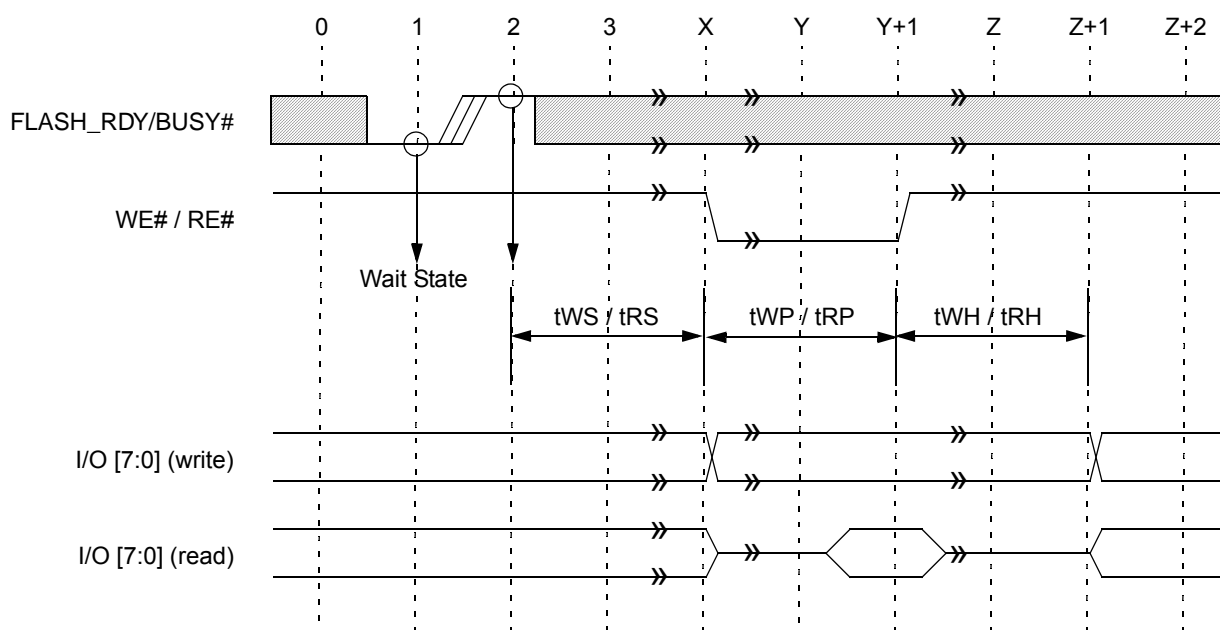 0 1 2 3 X Y Y+1 Z Z+1 Z+2
FLASH_RDY/BUSY#
WE# / RE#
Wait State
tWS / tRS tWP / tRP tWH / tRH
I/O [7:0] (write)
I/O [7:0] (read)